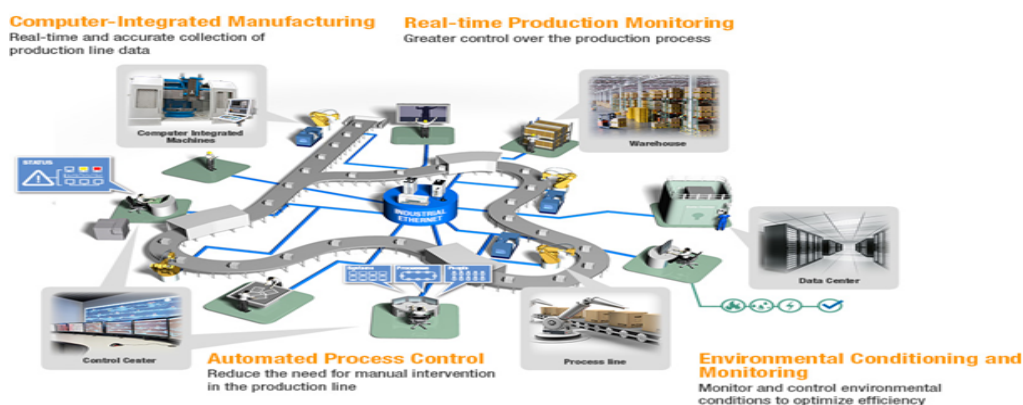 Computer-Integrated Manufacturing
Real-time and accurate collection of
production line data
Real-time Production Monitoring
Greater control over the production process
Computer Integrated
Machines
Warehouse
STATUS
INDUSTRIAL
ETHERNET
Data Center
Systems
Processes
People
Control Center
Process line
Automated Process Control
Reduce the need for manual intervention
in the production line
Environmental Conditioning and
Monitoring
Monitor and control environmental
conditions to optimize efficiency